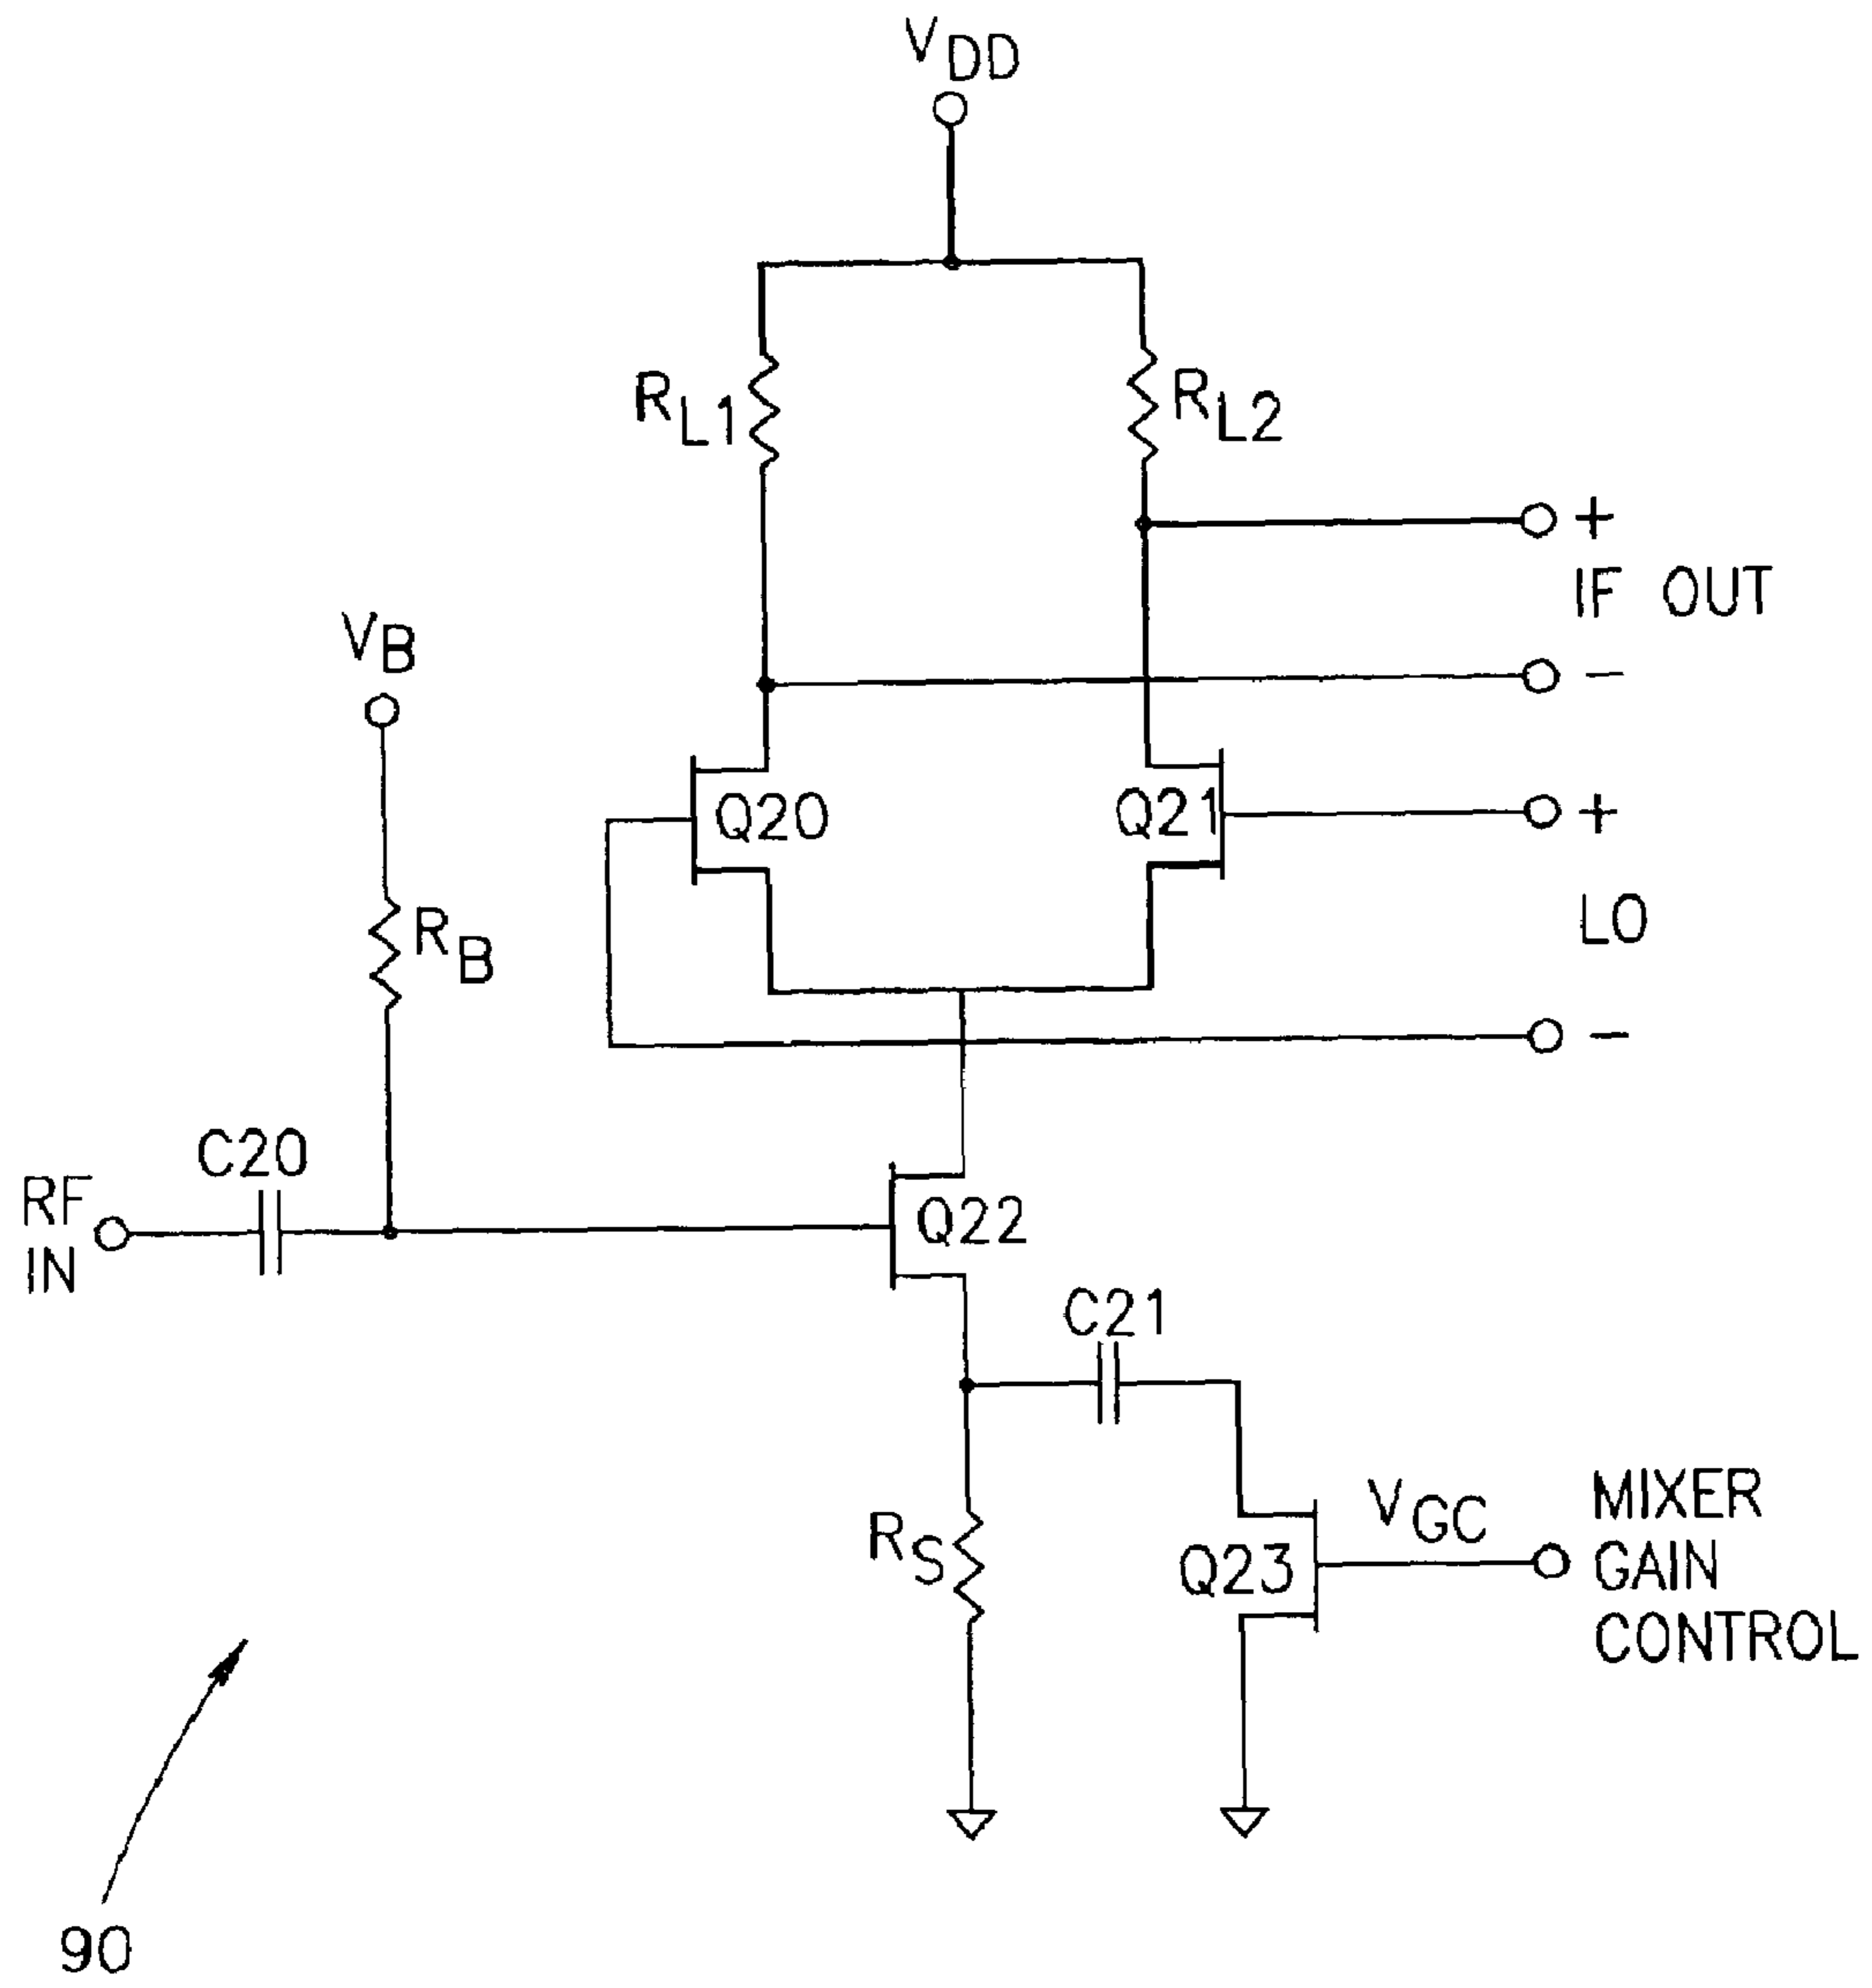 VDD
RL1
RL2
+
IF OUT
−
VB
Q20
Q21
+
LO
−
RB
C20
RF
IN
Q22
C21
RS
VGC
Q23
MIXER
GAIN
CONTROL
90